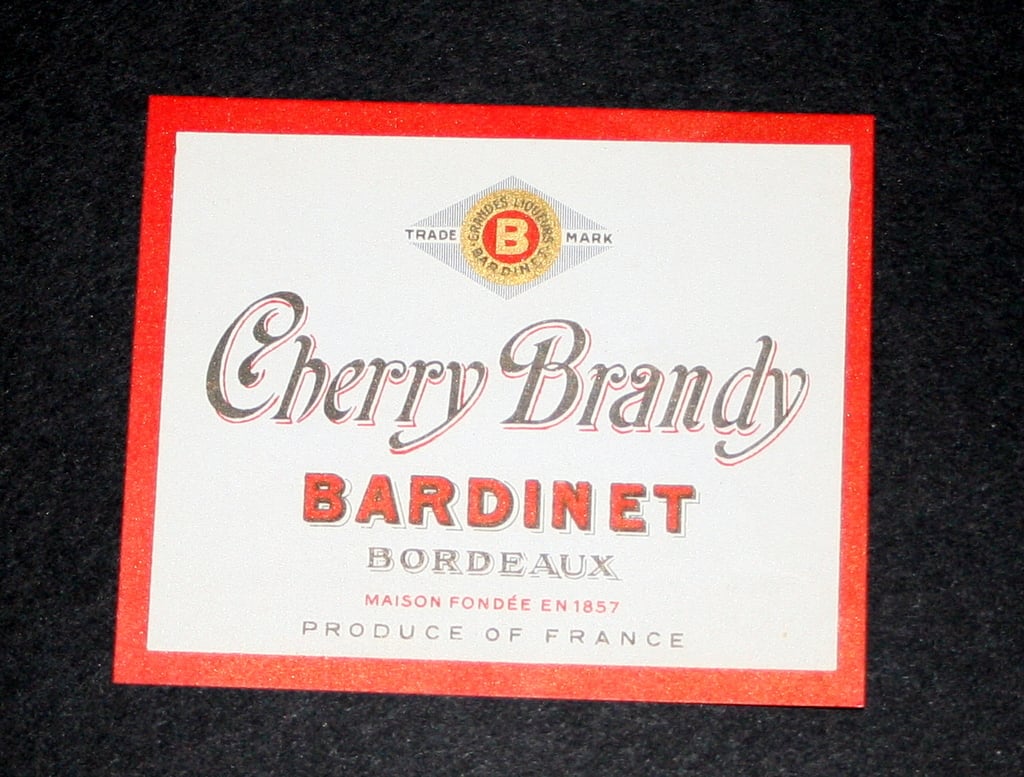 GRANDES LIQUEURS
TRADE B MARK
BARDINET
Cherry Brandy
BARDINET
BORDEAUX
MAISON FONDÉE EN 1857
PRODUCE OF FRANCE